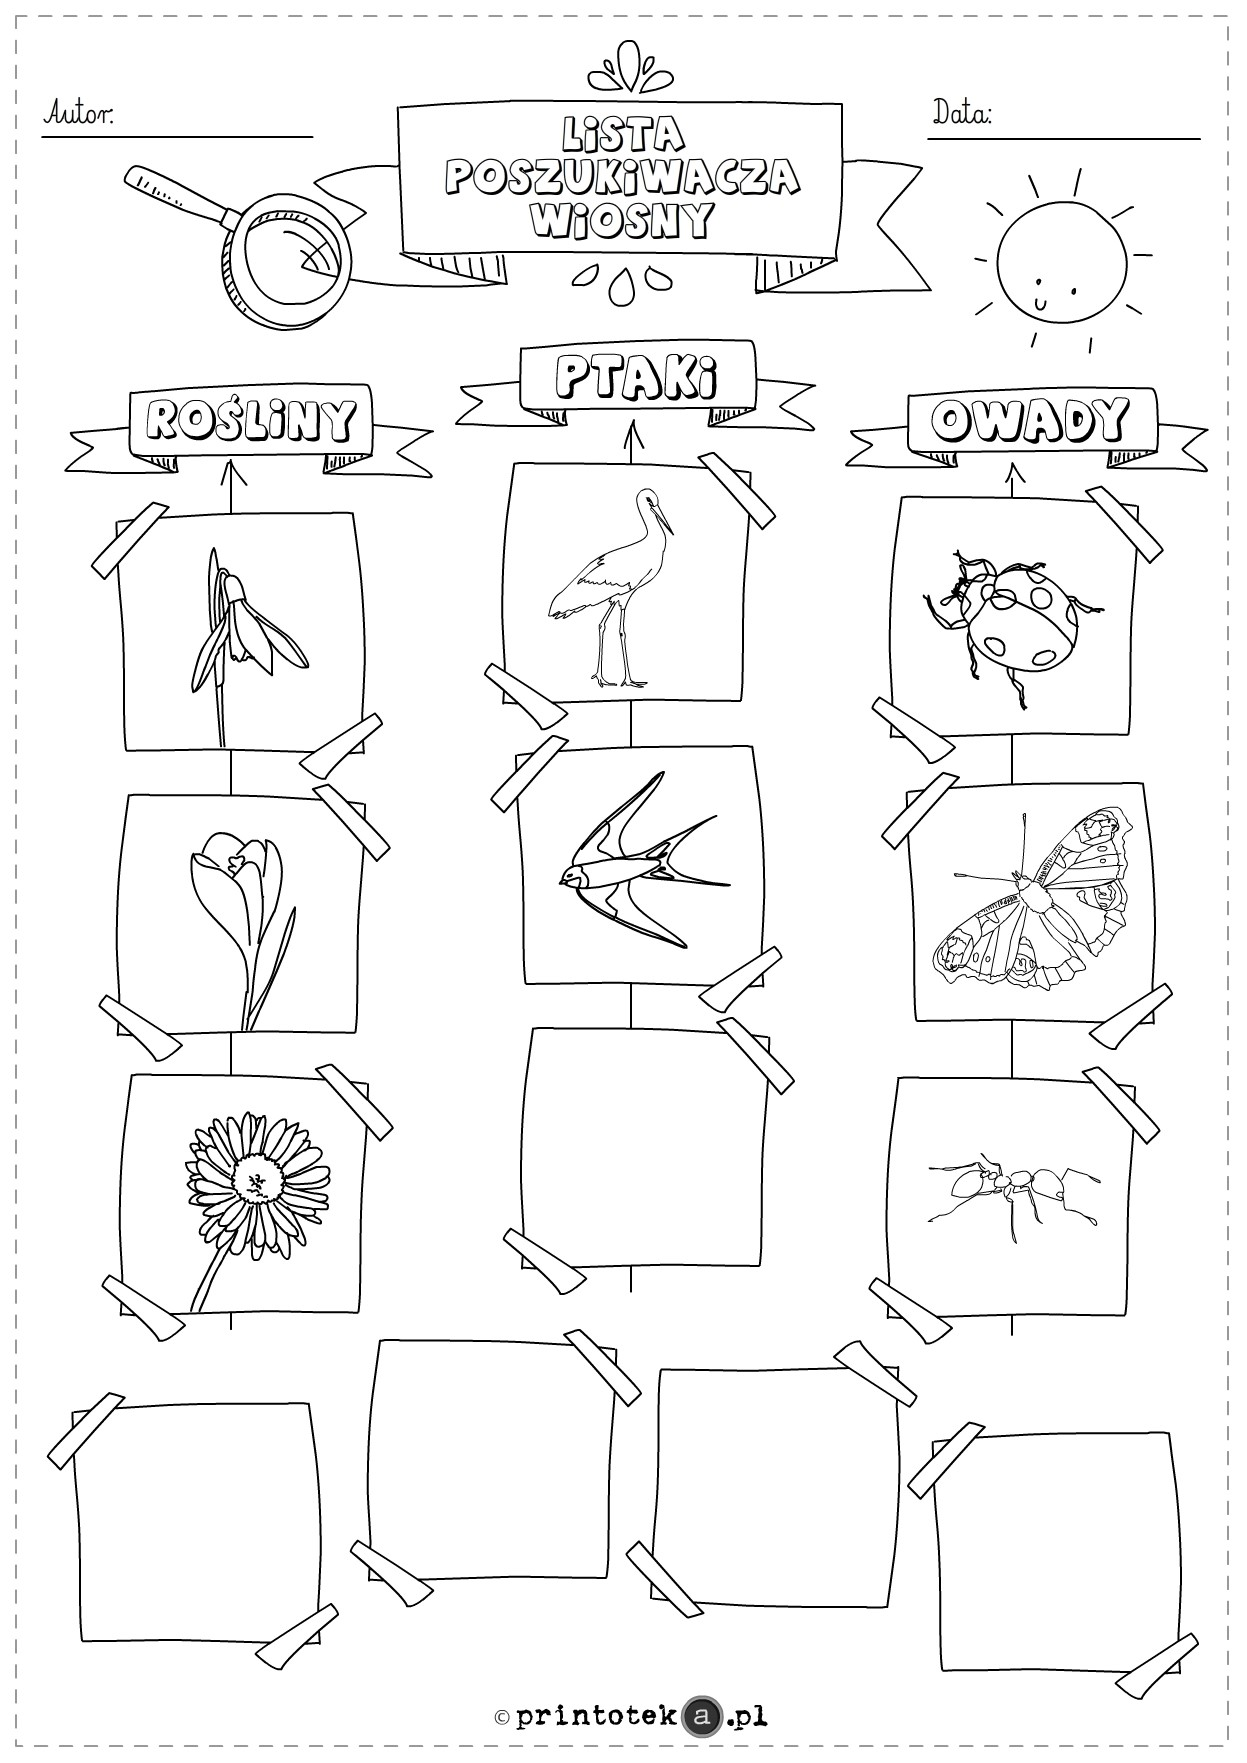 Autor:
Data:
LiSTA
POSZUKiWACZA
WiOSNY
PTAKi
ROŚLiNY
OWADY
© printoteka.pl